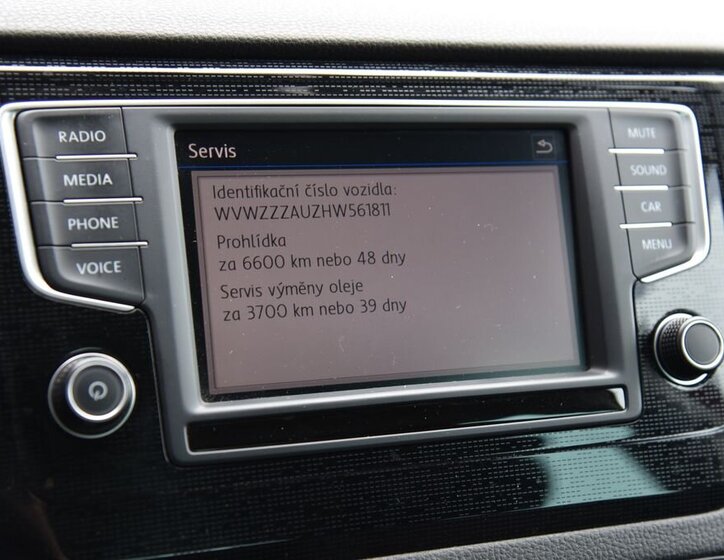 RADIO
MEDIA
PHONE
VOICE
Servis
Identifikační číslo vozidla:
WVWZZZAUZHW561811
Prohlídka
za 6600 km nebo 48 dny
Servis výměny oleje
za 3700 km nebo 39 dny
MUTE
SOUND
CAR
MENU